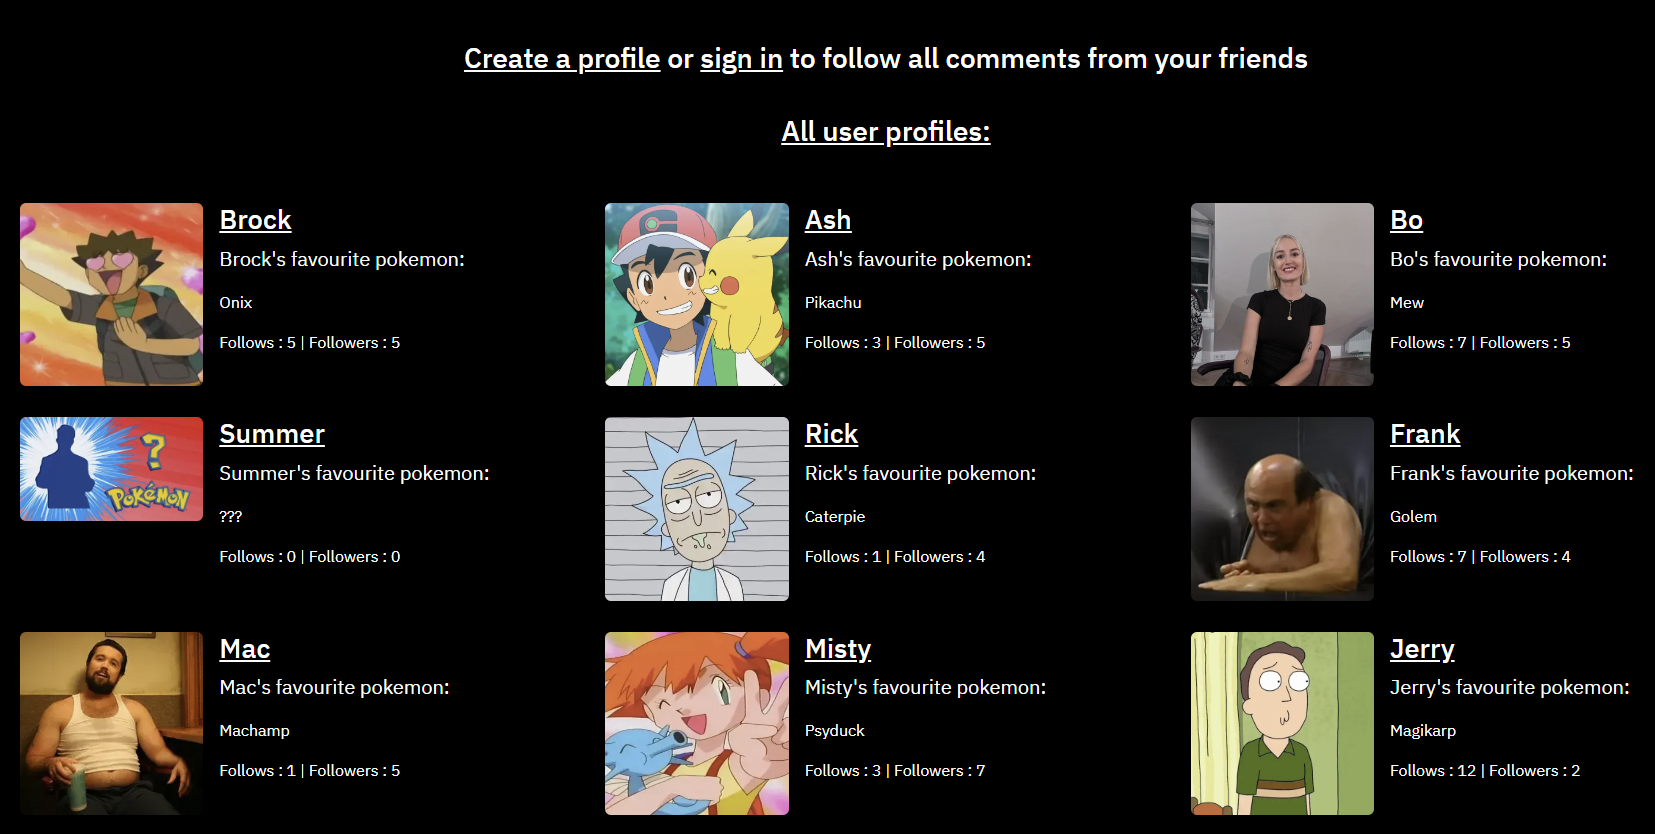 Create a profile or sign in to follow all comments from your friends
All user profiles:
Brock
Brock's favourite pokemon:
Onix
Follows : 5 | Followers : 5
Ash
Ash's favourite pokemon:
Pikachu
Follows : 3 | Followers : 5
Bo
Bo's favourite pokemon:
Mew
Follows : 7 | Followers : 5
?
POKéMON
Summer
Summer's favourite pokemon:
???
Follows : 0 | Followers : 0
Rick
Rick's favourite pokemon:
Caterpie
Follows : 1 | Followers : 4
Frank
Frank's favourite pokemon:
Golem
Follows : 7 | Followers : 4
Mac
Mac's favourite pokemon:
Machamp
Follows : 1 | Followers : 5
Misty
Misty's favourite pokemon:
Psyduck
Follows : 3 | Followers : 7
Jerry
Jerry's favourite pokemon:
Magikarp
Follows : 12 | Followers : 2